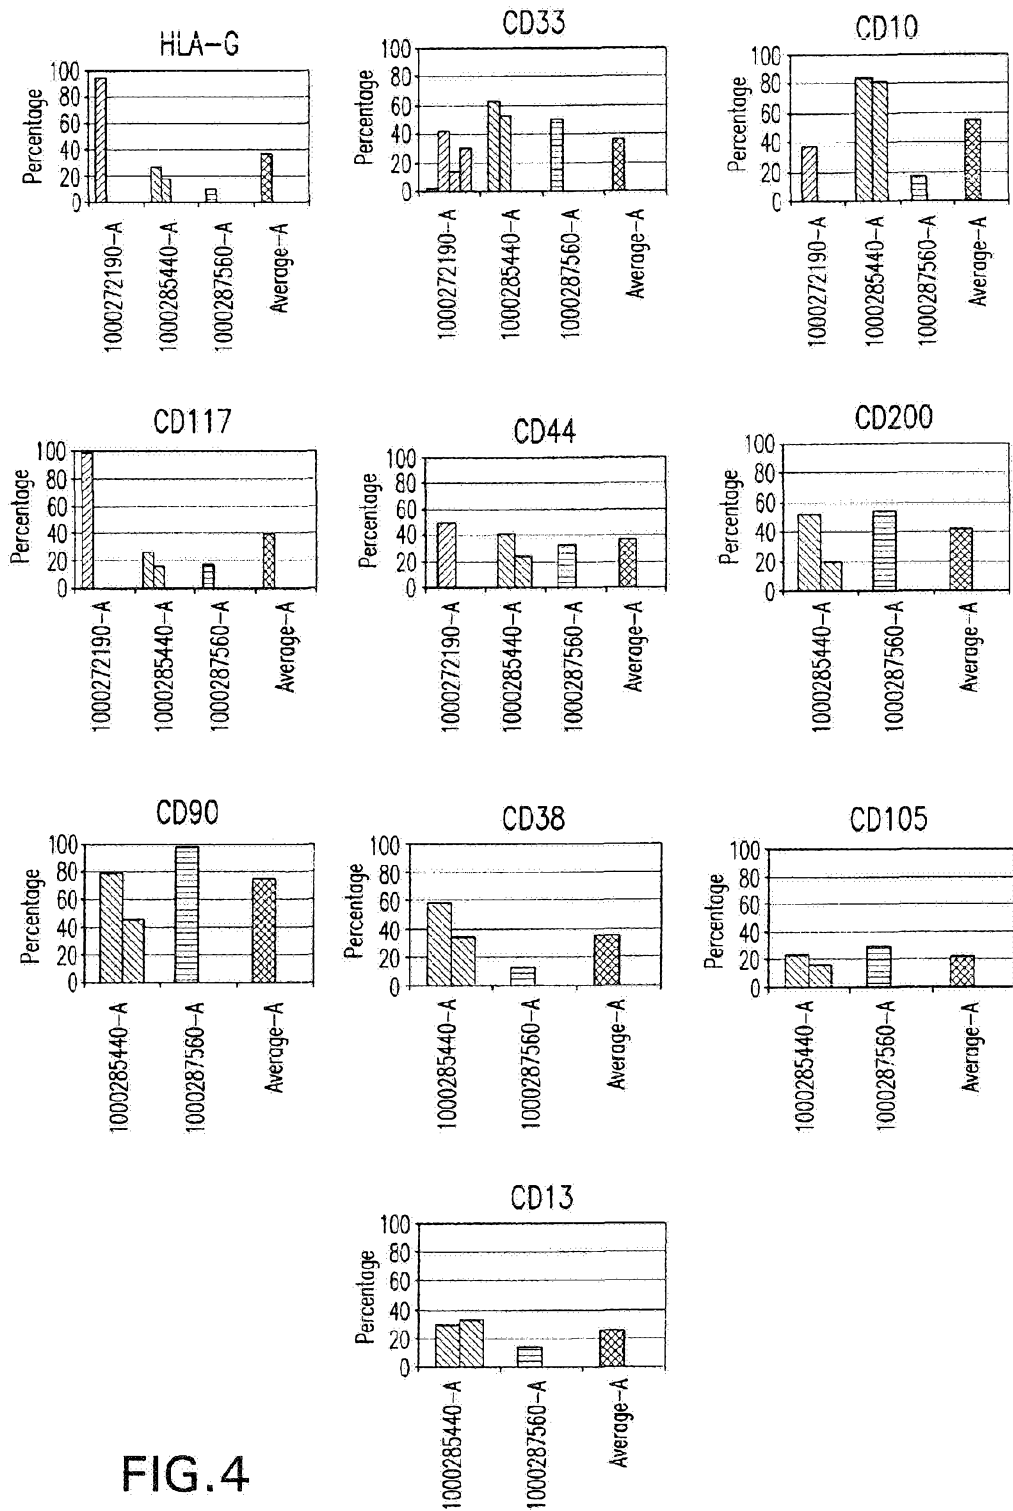 HLA-G
Percentage
100
80
60
40
20
0
1000272190-A
1000285440-A
1000287560-A
Average-A
CD33
Percentage
100
80
60
40
20
0
1000272190-A
1000285440-A
1000287560-A
Average-A
CD10
Percentage
100
80
60
40
20
0
1000272190-A
1000285440-A
1000287560-A
Average-A
CD117
Percentage
100
80
60
40
20
0
1000272190-A
1000285440-A
1000287560-A
Average-A
CD44
Percentage
100
80
60
40
20
0
1000272190-A
1000285440-A
1000287560-A
Average-A
CD200
Percentage
100
80
60
40
20
0
1000285440-A
1000287560-A
Average-A
CD90
Percentage
100
80
60
40
20
0
1000285440-A
1000287560-A
Average-A
CD38
Percentage
100
80
60
40
20
0
1000285440-A
1000287560-A
Average-A
CD105
Percentage
100
80
60
40
20
0
1000285440-A
1000287560-A
Average-A
CD13
Percentage
100
80
60
40
20
0
1000285440-A
1000287560-A
Average-A
FIG.4